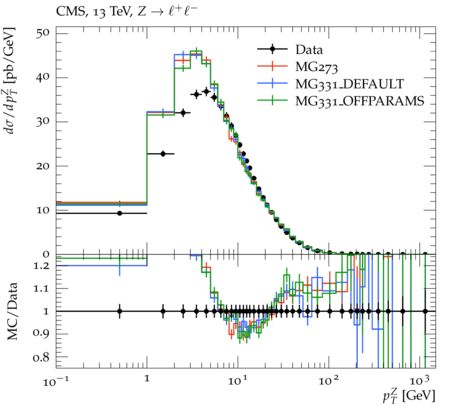 CMS, 13 TeV, Z → ℓ⁺ℓ⁻
dσ/dp_T^Z [pb/GeV]
50
40
30
20
10
0
Data
MG273
MG331_DEFAULT
MG331_OFFPARAMS
MC/Data
1.2
1.1
1
0.9
0.8
10⁻¹ 1 10¹ 10² 10³
p_T^Z [GeV]